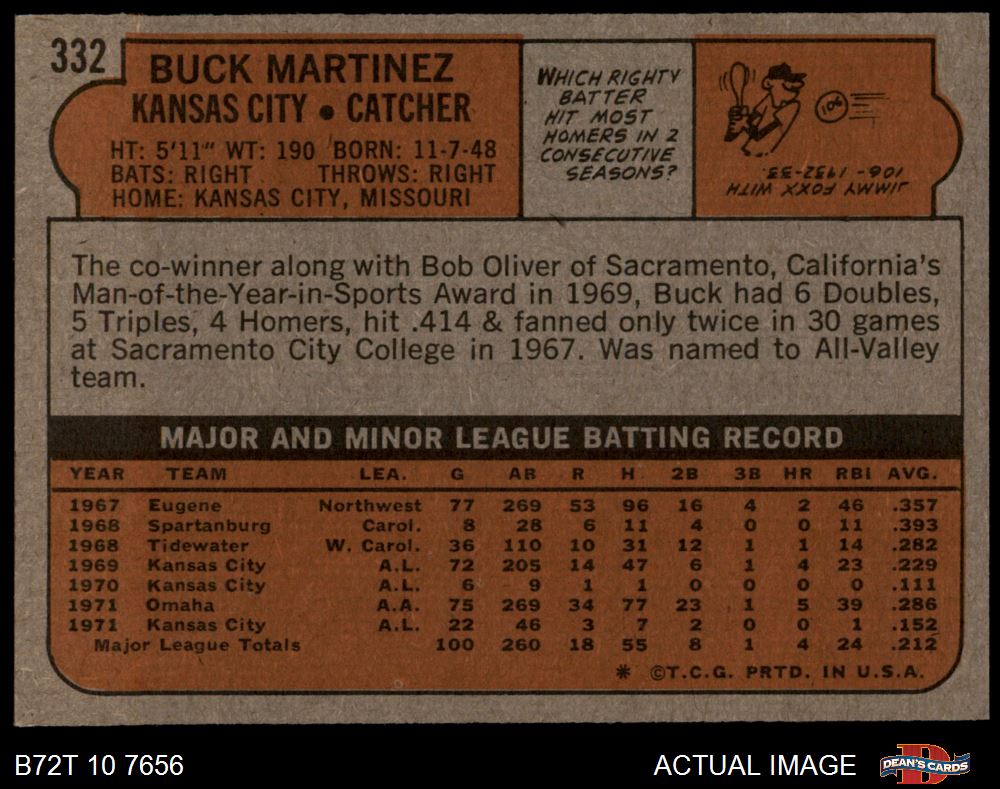 332
BUCK MARTINEZ
KANSAS CITY • CATCHER
HT: 5'11" WT: 190 BORN: 11-7-48
BATS: RIGHT THROWS: RIGHT
HOME: KANSAS CITY, MISSOURI
WHICH RIGHTY
BATTER
HIT MOST
HOMERS IN 2
CONSECUTIVE
SEASONS?
106
JIMMY FOXX WITH
106 - 1932-33.
The co-winner along with Bob Oliver of Sacramento, California's
Man-of-the-Year-in-Sports Award in 1969, Buck had 6 Doubles,
5 Triples, 4 Homers, hit .414 & fanned only twice in 30 games
at Sacramento City College in 1967. Was named to All-Valley
team.
MAJOR AND MINOR LEAGUE BATTING RECORD
YEAR TEAM LEA. G AB R H 2B 3B HR RBI AVG.
1967 Eugene Northwest 77 269 53 96 16 4 2 46 .357
1968 Spartanburg Carol. 8 28 6 11 4 0 0 11 .393
1968 Tidewater W. Carol. 36 110 10 31 12 1 1 14 .282
1969 Kansas City A.L. 72 205 14 47 6 1 4 23 .229
1970 Kansas City A.L. 6 9 1 1 0 0 0 0 .111
1971 Omaha A.A. 75 269 34 77 23 1 5 39 .286
1971 Kansas City A.L. 22 46 3 7 2 0 0 1 .152
Major League Totals 100 260 18 55 8 1 4 24 .212
* ©T.C.G. PRTD. IN U.S.A.
B72T 10 7656
ACTUAL IMAGE
D
DEAN'S CARDS